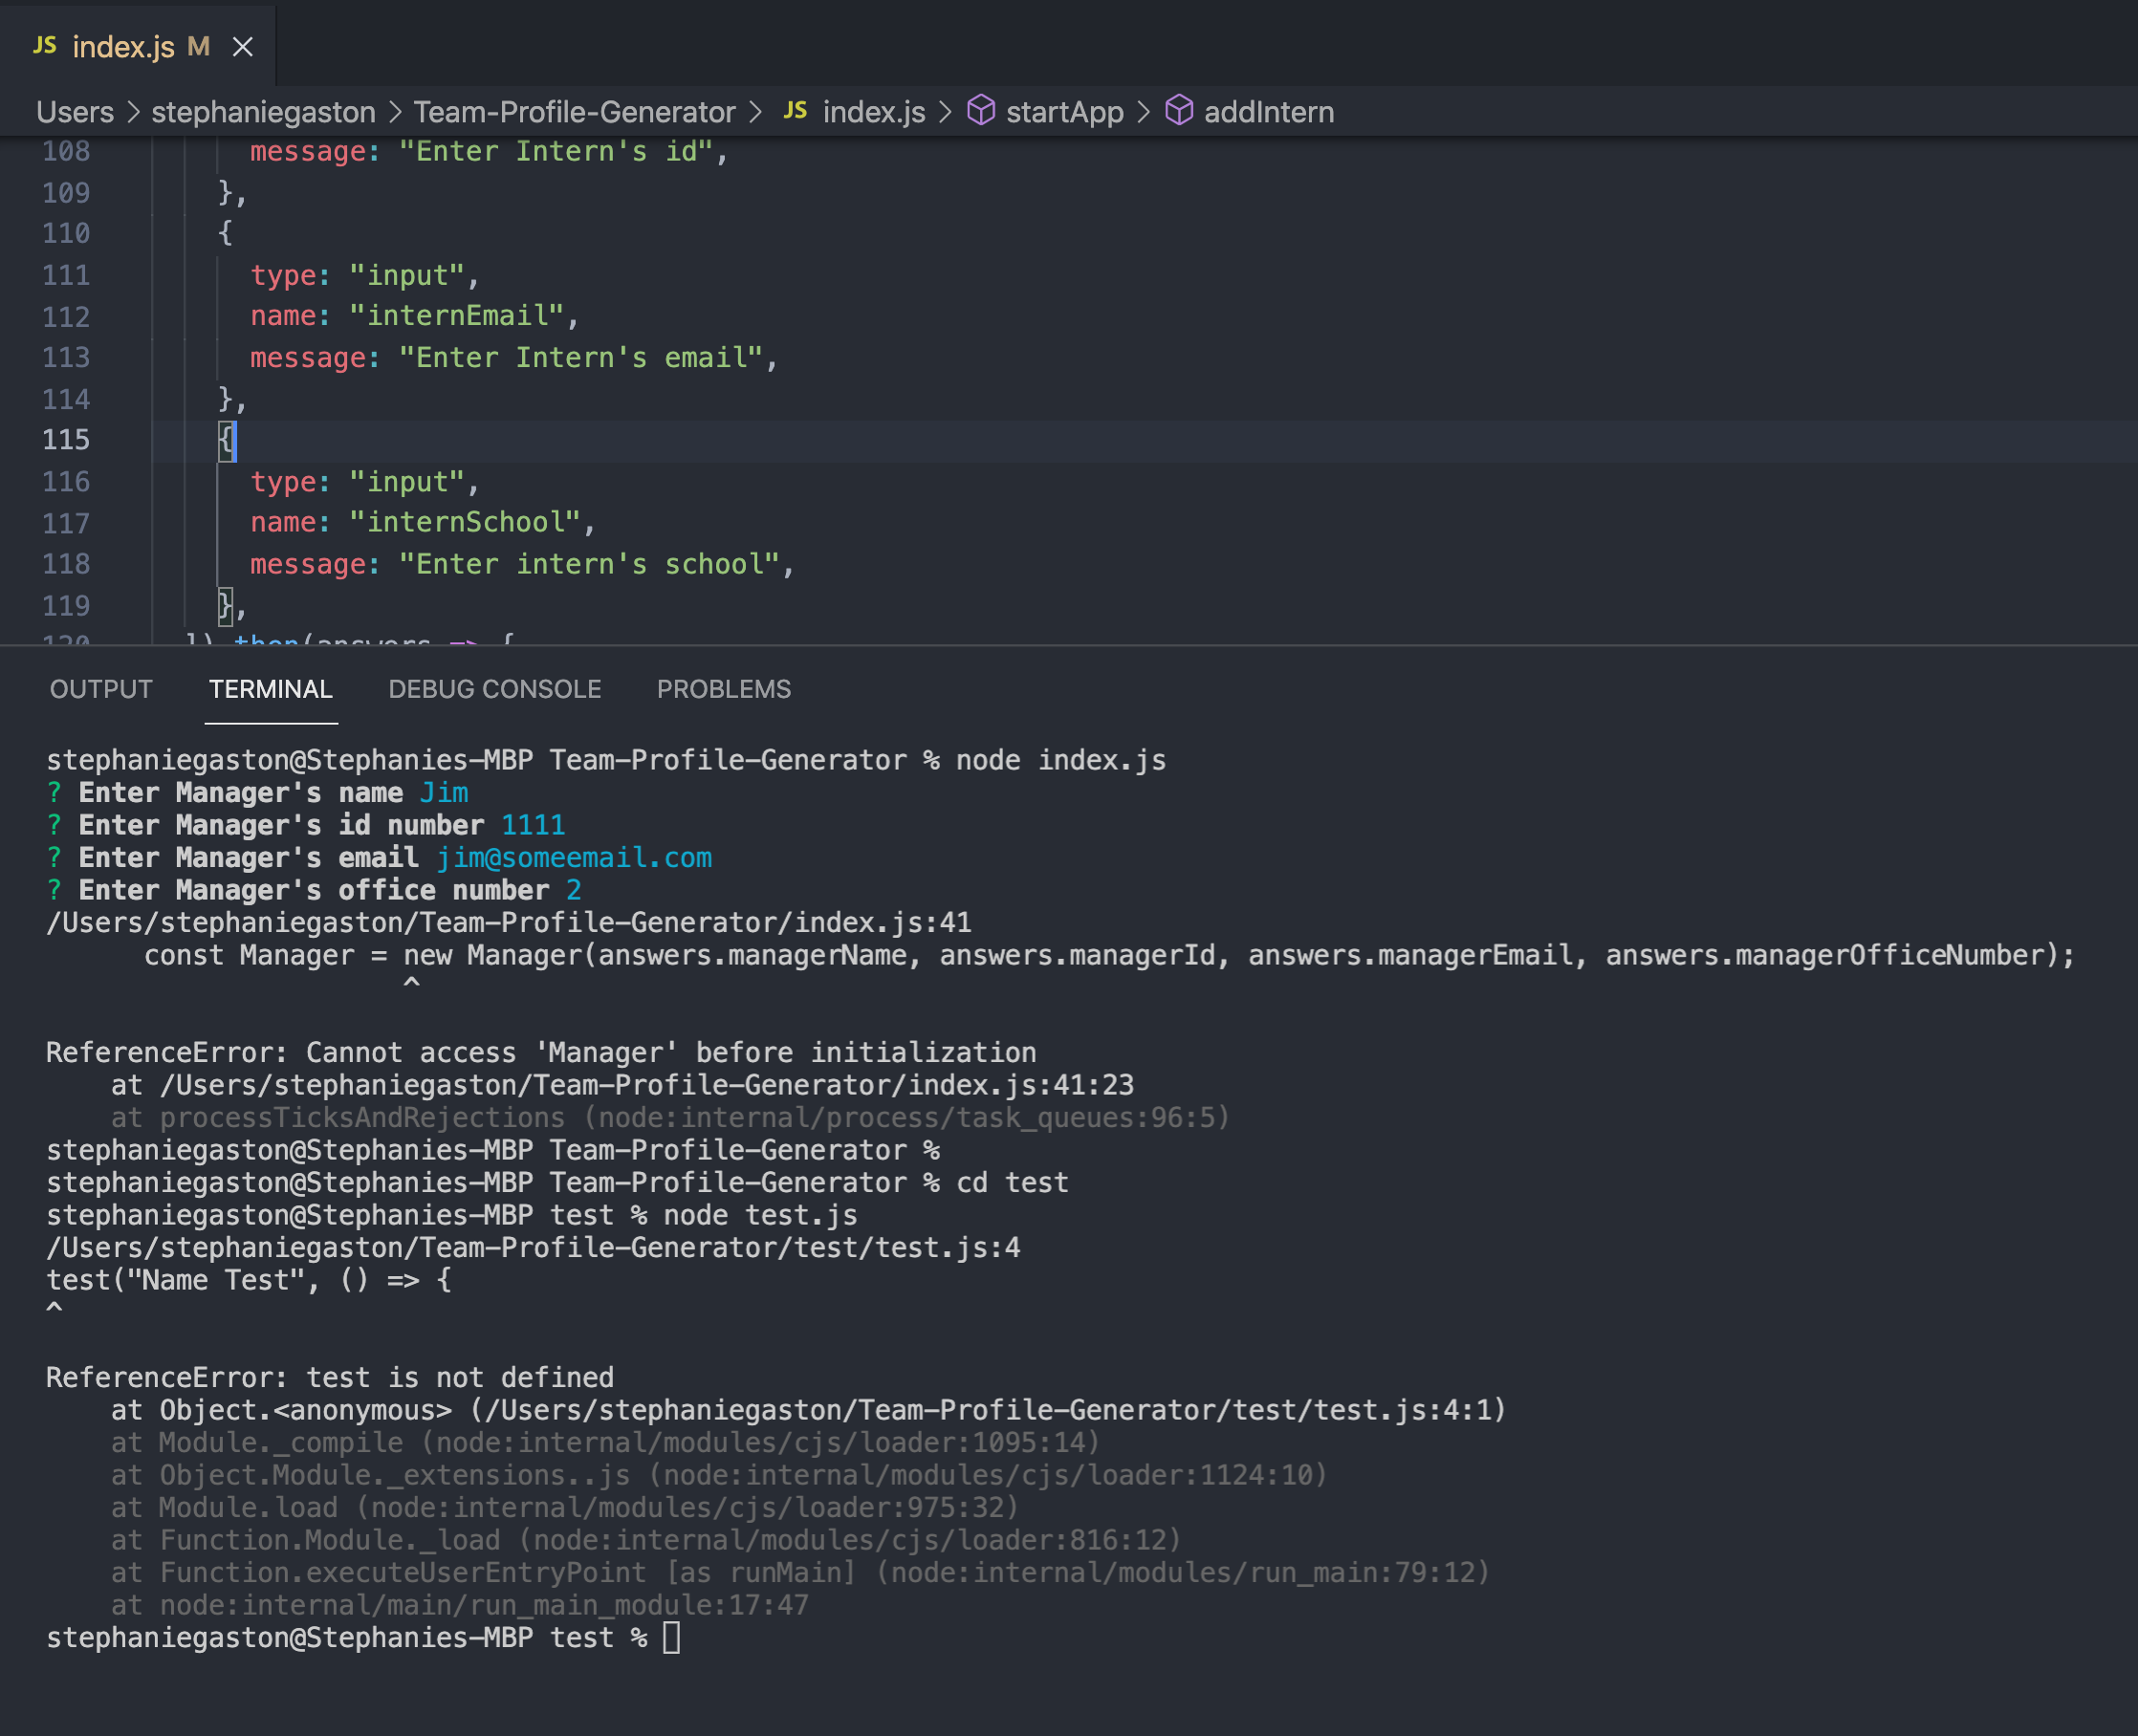 JS index.js M ×
Users > stephaniegaston > Team-Profile-Generator > JS index.js > startApp > addIntern
108 message: "Enter Intern's id",
109 },
110 {
111 type: "input",
112 name: "internEmail",
113 message: "Enter Intern's email",
114 },
115 {
116 type: "input",
117 name: "internSchool",
118 message: "Enter intern's school",
119 },
120 ]).then(answers => {
OUTPUT TERMINAL DEBUG CONSOLE PROBLEMS
stephaniegaston@Stephanies-MBP Team-Profile-Generator % node index.js
? Enter Manager's name Jim
? Enter Manager's id number 1111
? Enter Manager's email jim@someemail.com
? Enter Manager's office number 2
/Users/stephaniegaston/Team-Profile-Generator/index.js:41
const Manager = new Manager(answers.managerName, answers.managerId, answers.managerEmail, answers.managerOfficeNumber);
^
ReferenceError: Cannot access 'Manager' before initialization
at /Users/stephaniegaston/Team-Profile-Generator/index.js:41:23
at processTicksAndRejections (node:internal/process/task_queues:96:5)
stephaniegaston@Stephanies-MBP Team-Profile-Generator %
stephaniegaston@Stephanies-MBP Team-Profile-Generator % cd test
stephaniegaston@Stephanies-MBP test % node test.js
/Users/stephaniegaston/Team-Profile-Generator/test/test.js:4
test("Name Test", () => {
^
ReferenceError: test is not defined
at Object.<anonymous> (/Users/stephaniegaston/Team-Profile-Generator/test/test.js:4:1)
at Module._compile (node:internal/modules/cjs/loader:1095:14)
at Object.Module._extensions..js (node:internal/modules/cjs/loader:1124:10)
at Module.load (node:internal/modules/cjs/loader:975:32)
at Function.Module._load (node:internal/modules/cjs/loader:816:12)
at Function.executeUserEntryPoint [as runMain] (node:internal/modules/run_main:79:12)
at node:internal/main/run_main_module:17:47
stephaniegaston@Stephanies-MBP test %